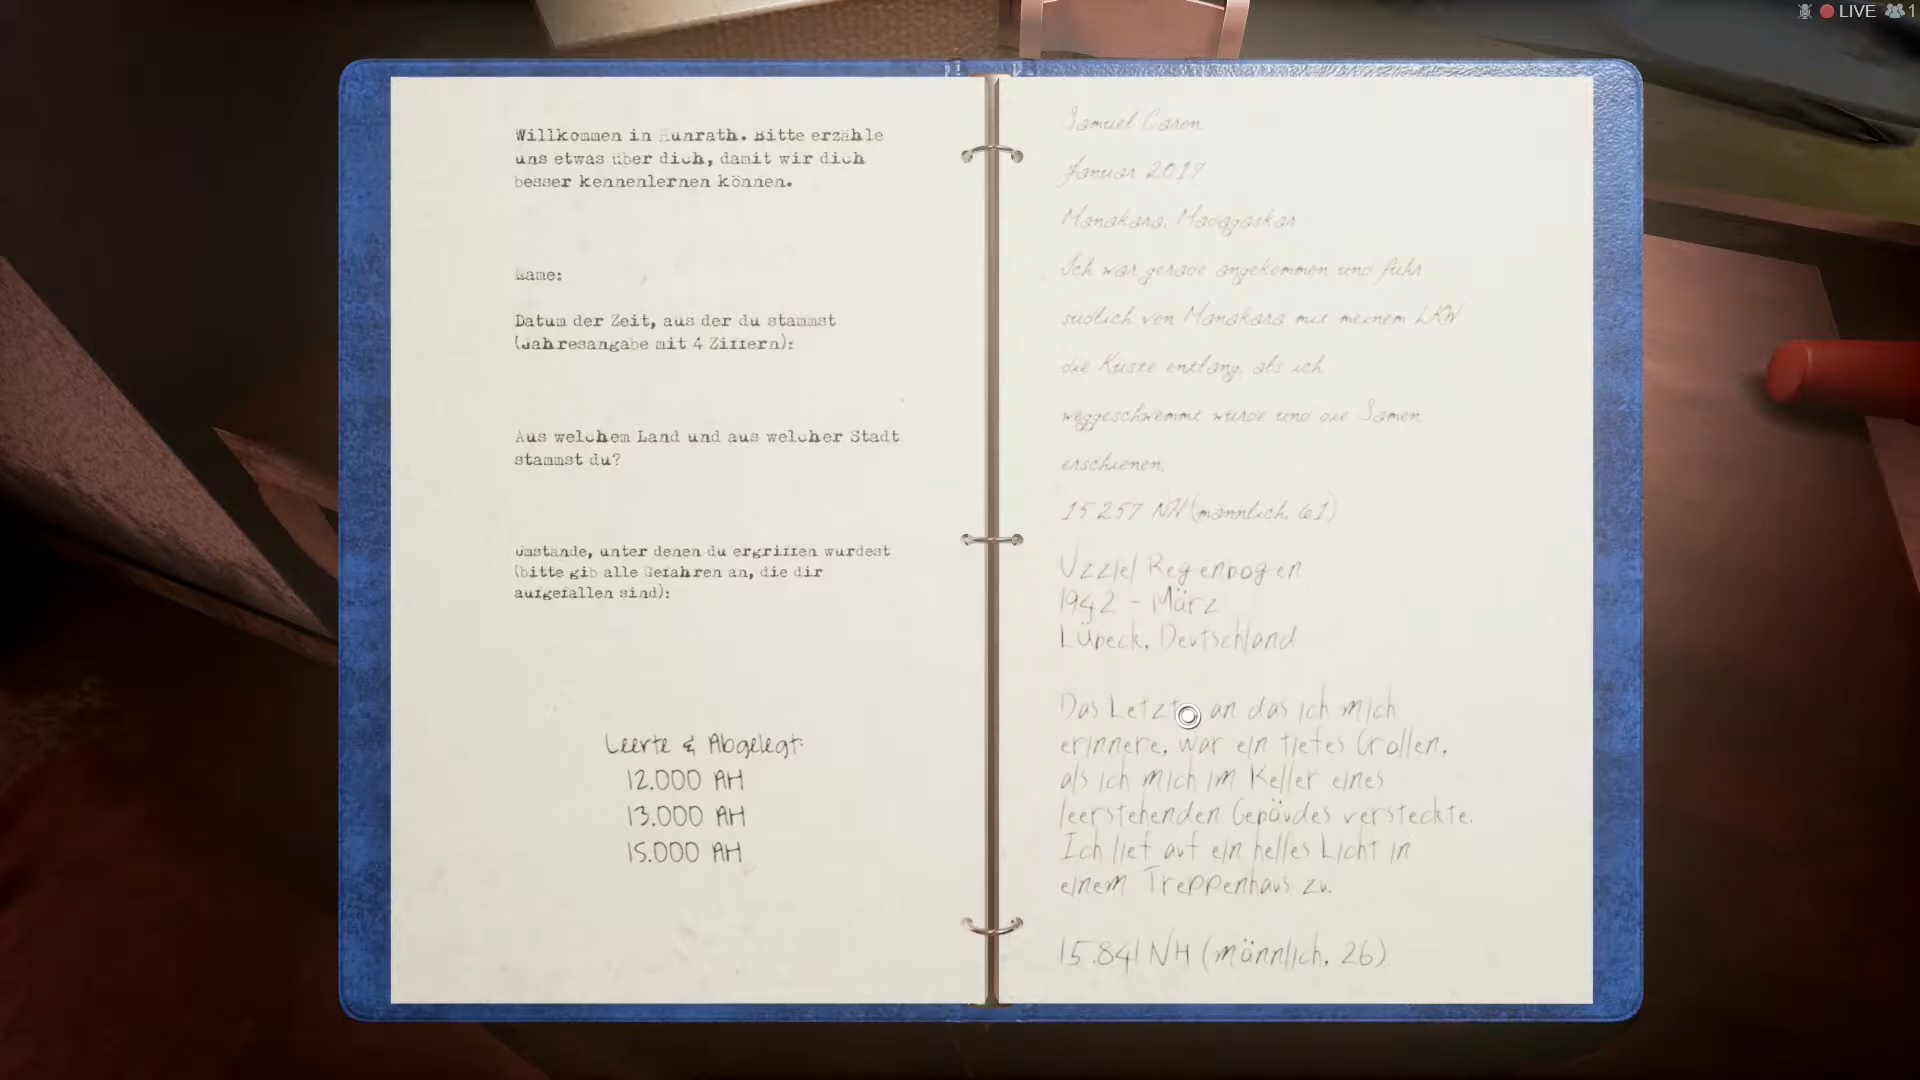 LIVE 1
Willkommen in Hunrath. Bitte erzähle
uns etwas über dich, damit wir dich
besser kennenlernen können.
Name:
Datum der Zeit, aus der du stammst
(Jahresangabe mit 4 Ziffern):
Aus welchem Land und aus welcher Stadt
stammst du?
Umstände, unter denen du ergriffen wurdest
(bitte gib alle Gefahren an, die dir
aufgefallen sind):
Leerte & Abgelegt:
12.000 AH
13.000 AH
15.000 AH
Samuel Caron
Januar 2017
Manakara, Madagaskar
Ich war gerade angekommen und fuhr
südlich von Manakara mit meinem LKW
die Küste entlang, als ich
weggeschwemmt wurde und die Samen
erschienen.
15.257 NH (männlich, 61)
Uzziel Regenbogen
1942 - März
Lübeck, Deutschland
Das Letzte an das ich mich
erinnere, war ein tiefes Grollen,
als ich mich im Keller eines
leerstehenden Gebäudes versteckte.
Ich lief auf ein helles Licht in
einem Treppenhaus zu.
15.841 NH (männlich, 26)